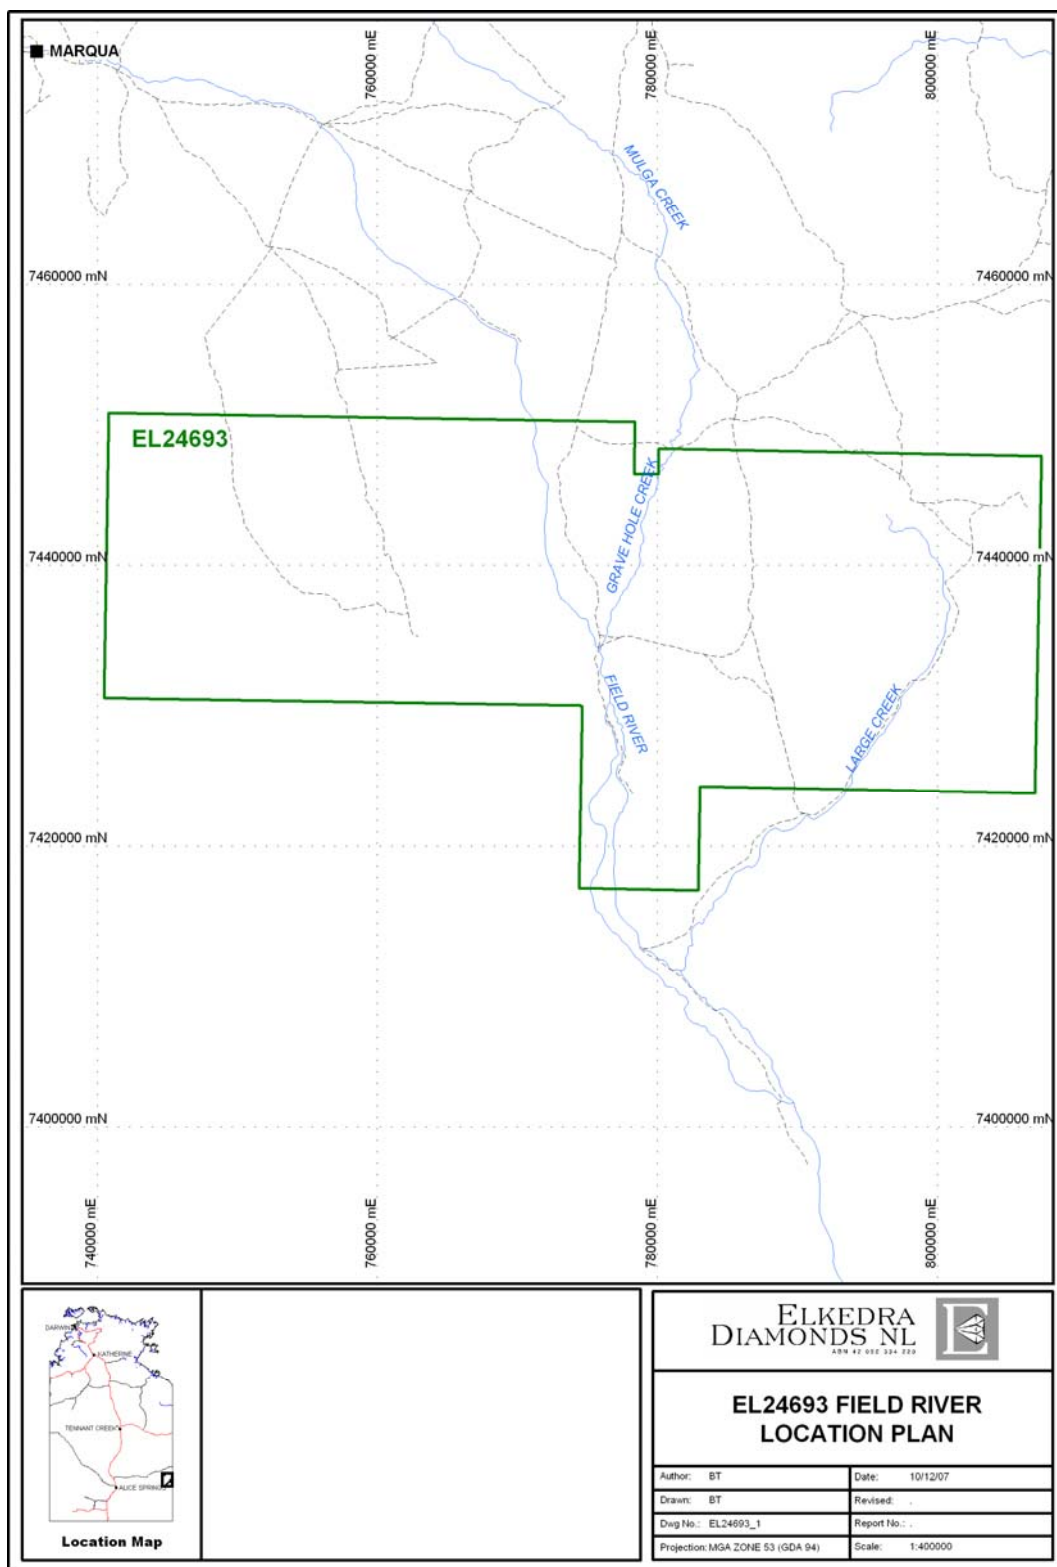 MARQUA
760000 mE
780000 mE
800000 mE
MULGA CREEK
7460000 mN
7460000 mN
EL24693
GRAVE HOLE CREEK
7440000 mN
7440000 mN
FIELD RIVER
LARGE CREEK
7420000 mN
7420000 mN
7400000 mN
7400000 mN
740000 mE
760000 mE
780000 mE
800000 mE
DARWIN
KATHERINE
TENNANT CREEK
ALICE SPRINGS
Location Map
ELKEDRA
DIAMONDS NL
E
EL24693 FIELD RIVER
LOCATION PLAN
Author: BT
Date: 10/12/07
Drawn: BT
Revised: .
Dwg No.: EL24693_1
Report No.: .
Projection: MGA ZONE 53 (GDA 94)
Scale: 1:400000